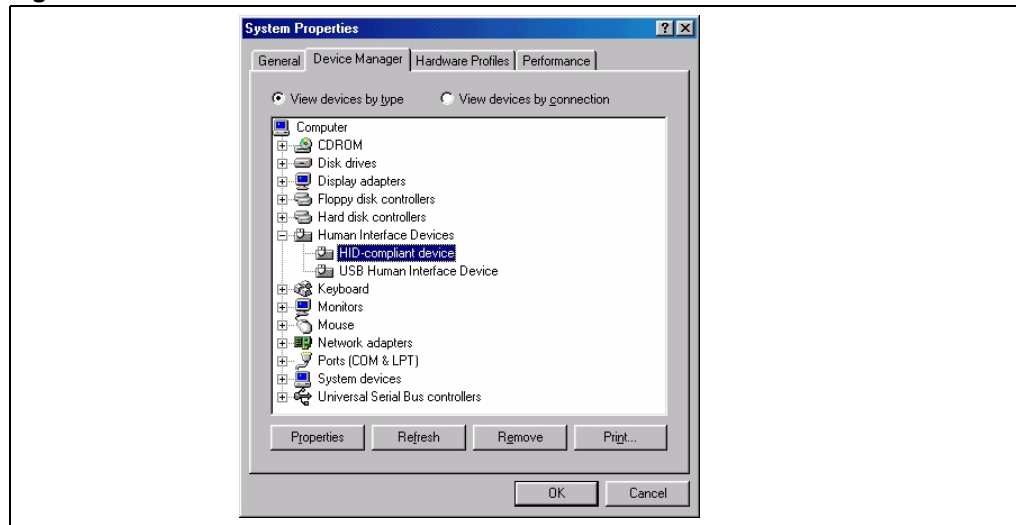 System Properties
General Device Manager Hardware Profiles Performance
View devices by type View devices by connection
Computer
CDROM
Disk drives
Display adapters
Floppy disk controllers
Hard disk controllers
Human Interface Devices
HID-compliant device
USB Human Interface Device
Keyboard
Monitors
Mouse
Network adapters
Ports (COM & LPT)
System devices
Universal Serial Bus controllers
Properties Refresh Remove Print...
OK Cancel